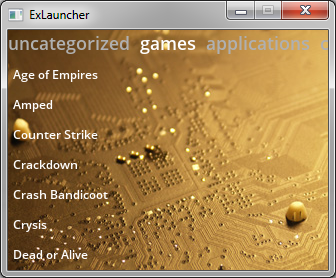 ExLauncher
uncategorized games applications
Age of Empires
Amped
Counter Strike
Crackdown
Crash Bandicoot
Crysis
Dead or Alive